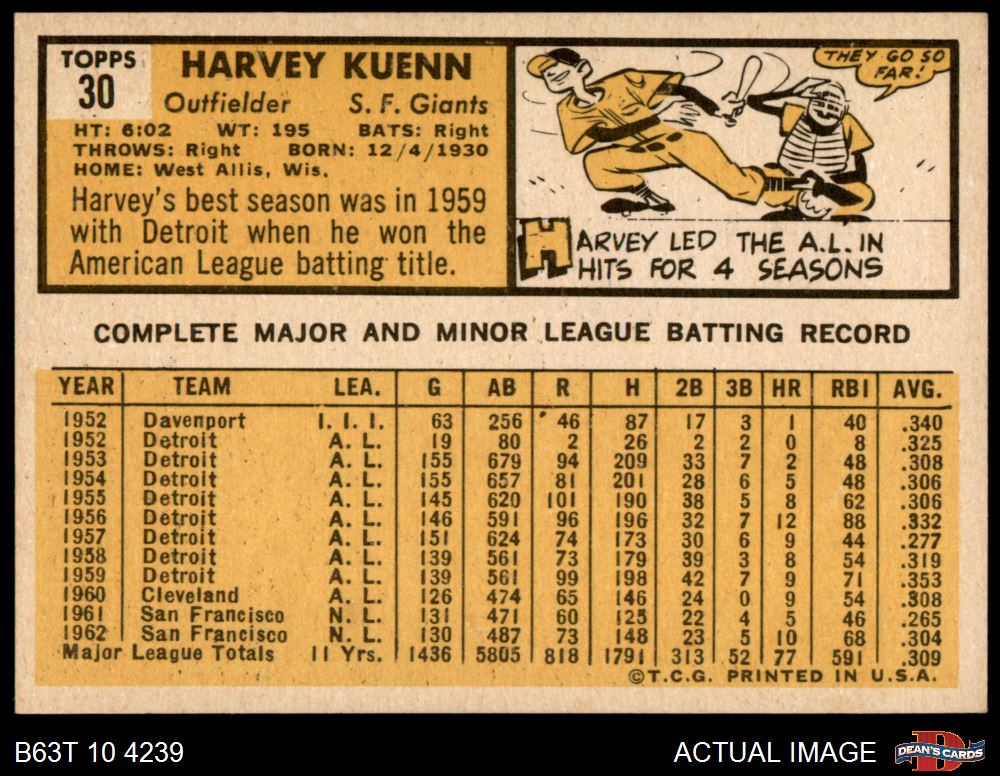 TOPPS
30
HARVEY KUENN
Outfielder S. F. Giants
HT: 6:02 WT: 195 BATS: Right
THROWS: Right BORN: 12/4/1930
HOME: West Allis, Wis.
Harvey's best season was in 1959
with Detroit when he won the
American League batting title.
THEY GO SO
FAR!
HARVEY LED THE A.L. IN
HITS FOR 4 SEASONS
COMPLETE MAJOR AND MINOR LEAGUE BATTING RECORD
YEAR TEAM LEA. G AB R H 2B 3B HR RBI AVG.
1952 Davenport I. I. I. 63 256 46 87 17 3 1 40 .340
1952 Detroit A. L. 19 80 2 26 2 2 0 8 .325
1953 Detroit A. L. 155 679 94 209 33 7 2 48 .308
1954 Detroit A. L. 155 657 81 201 28 6 5 48 .306
1955 Detroit A. L. 145 620 101 190 38 5 8 62 .306
1956 Detroit A. L. 146 591 96 196 32 7 12 88 .332
1957 Detroit A. L. 151 624 74 173 30 6 9 44 .277
1958 Detroit A. L. 139 561 73 179 39 3 8 54 .319
1959 Detroit A. L. 139 561 99 198 42 7 9 71 .353
1960 Cleveland A. L. 126 474 65 146 24 0 9 54 .308
1961 San Francisco N. L. 131 471 60 125 22 4 5 46 .265
1962 San Francisco N. L. 130 487 73 148 23 5 10 68 .304
Major League Totals 11 Yrs. 1436 5805 818 1791 313 52 77 591 .309
©T.C.G. PRINTED IN U.S.A.
B63T 10 4239
ACTUAL IMAGE
D
DEAN'S CARDS